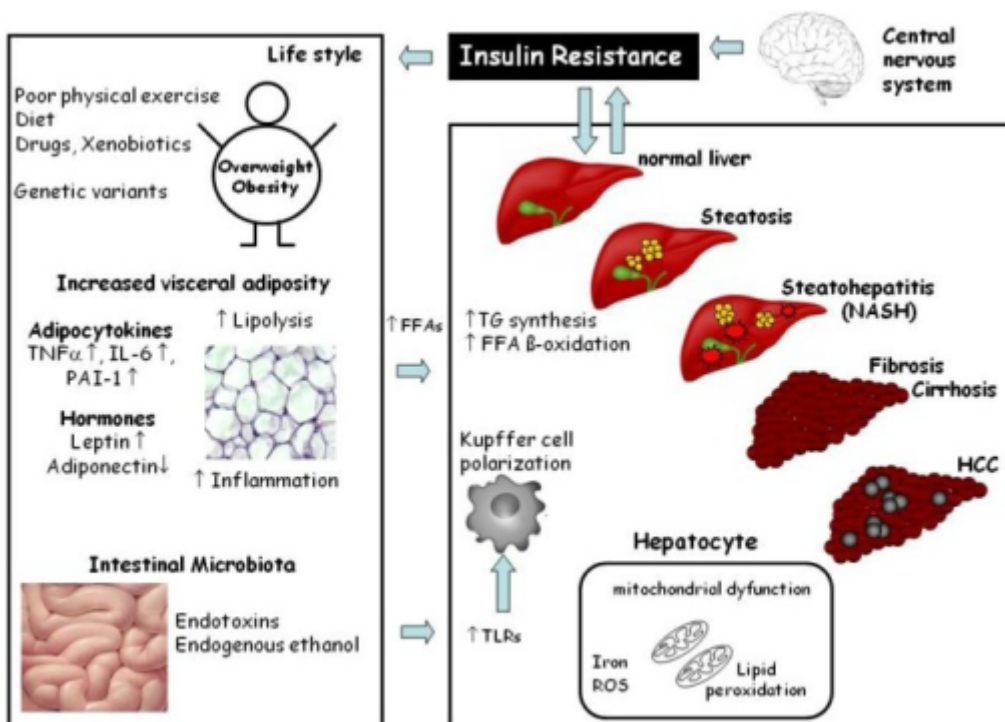 Life style
Insulin Resistance
Central
nervous
system
Poor physical exercise
Diet
Drugs, Xenobiotics
Genetic variants
Overweight
Obesity
Increased visceral adiposity
Adipocytokines
TNFα↑, IL-6↑,
PAI-1↑
Hormones
Leptin↑
Adiponectin↓
↑ Lipolysis
↑ Inflammation
Intestinal Microbiota
Endotoxins
Endogenous ethanol
↑ FFAs
normal liver
Steatosis
Steatohepatitis
(NASH)
Fibrosis
Cirrhosis
HCC
↑TG synthesis
↑ FFA ß-oxidation
Kupffer cell
polarization
↑TLRs
Hepatocyte
mitochondrial dyfunction
Iron
ROS
Lipid
peroxidation